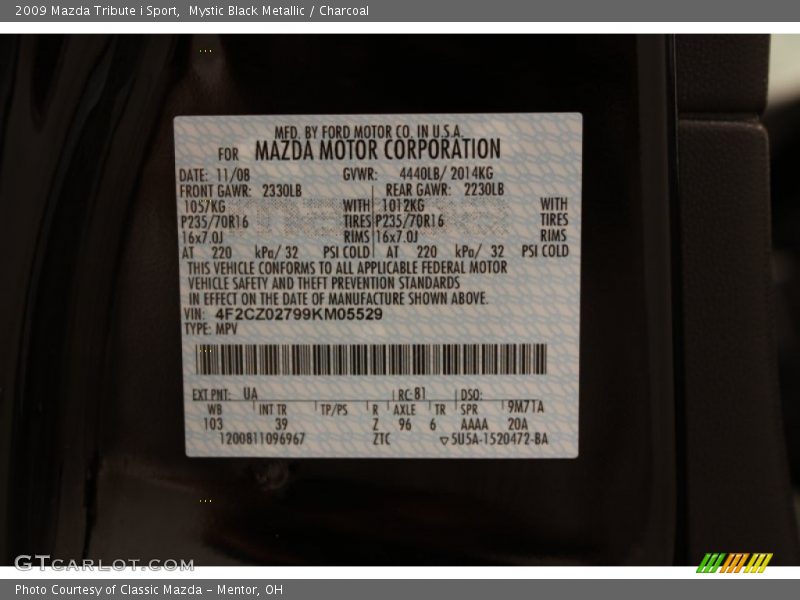 2009 Mazda Tribute i Sport,  Mystic Black Metallic / Charcoal
MFD. BY FORD MOTOR CO. IN U.S.A.
FOR MAZDA MOTOR CORPORATION
DATE: 11/08 GVWR: 4440LB/ 2014KG
FRONT GAWR: 2330LB REAR GAWR: 2230LB
1057KG WITH 1012KG WITH
P235/70R16 TIRES P235/70R16 TIRES
16x7.0J RIMS 16x7.0J RIMS
AT 220 kPa/ 32 PSI COLD AT 220 kPa/ 32 PSI COLD
THIS VEHICLE CONFORMS TO ALL APPLICABLE FEDERAL MOTOR
VEHICLE SAFETY AND THEFT PREVENTION STANDARDS
IN EFFECT ON THE DATE OF MANUFACTURE SHOWN ABOVE.
VIN: 4F2CZ02799KM05529
TYPE: MPV
EXT PNT: UA RC: 81 DSO:
WB INT TR TP/PS R AXLE TR SPR 9M71A
103 39 Z 96 6 AAAA 20A
1200811096967 ZTC ▽5U5A-1520472-BA
GTCARLOT.COM
Photo Courtesy of Classic Mazda - Mentor, OH